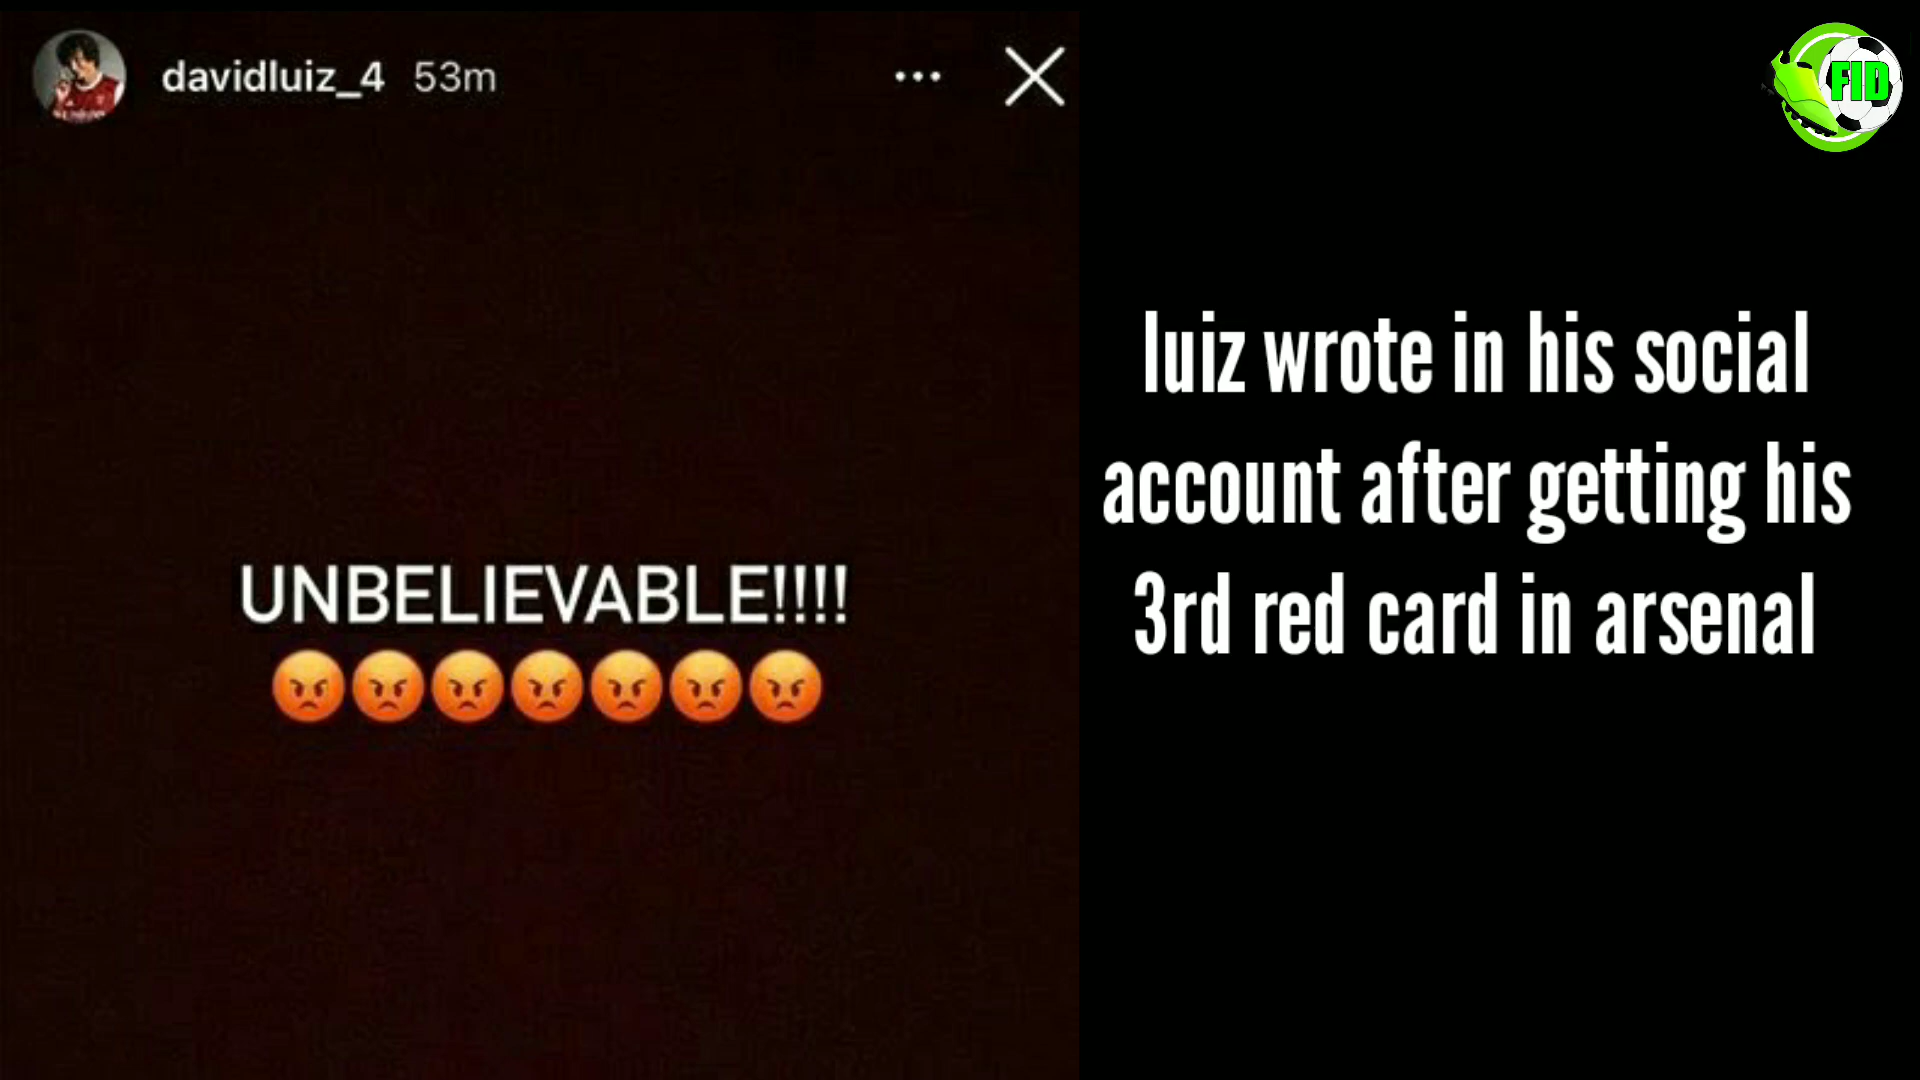 davidluiz_4 53m
UNBELIEVABLE!!!!
😡😡😡😡😡😡😡
FID
luiz wrote in his social
account after getting his
3rd red card in arsenal